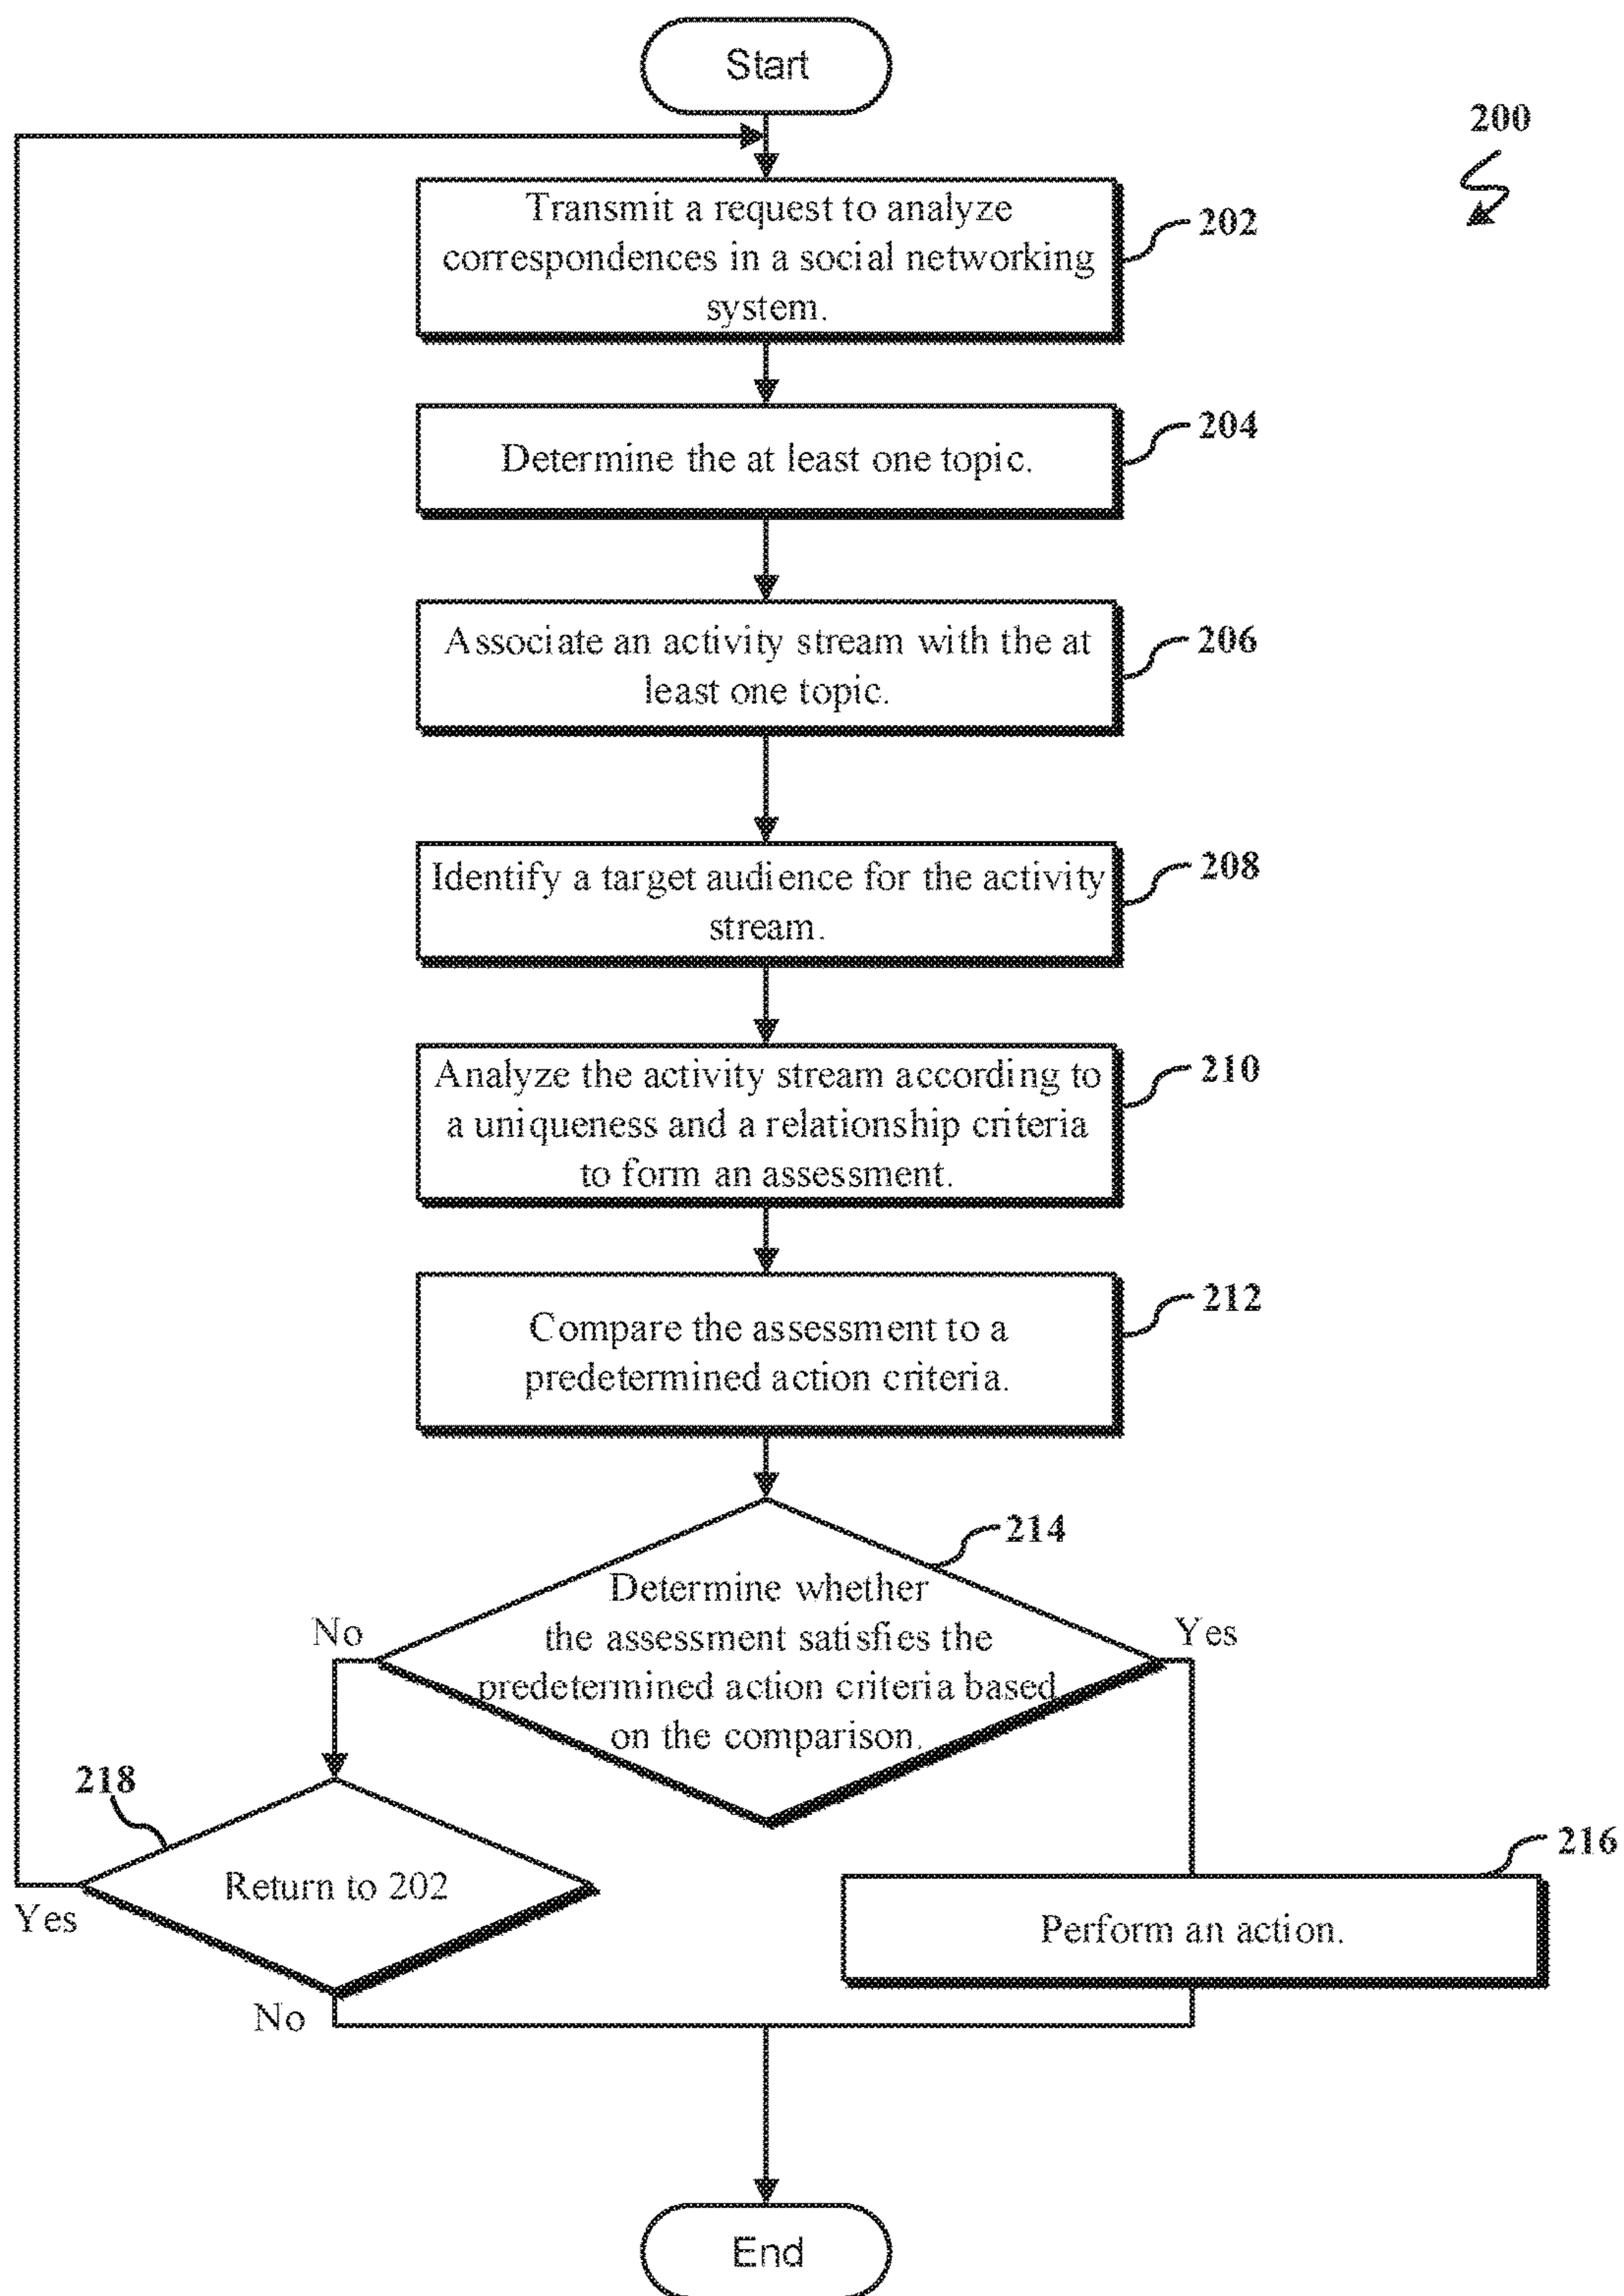 Start
200
Transmit a request to analyze
correspondences in a social networking
system.
202
Determine the at least one topic.
204
Associate an activity stream with the at
least one topic.
206
Identify a target audience for the activity
stream.
208
Analyze the activity stream according to
a uniqueness and a relationship criteria
to form an assessment.
210
Compare the assessment to a
predetermined action criteria.
212
214
Determine whether
the assessment satisfies the
predetermined action criteria based
on the comparison.
No
Yes
218
Return to 202
Yes
No
216
Perform an action.
End